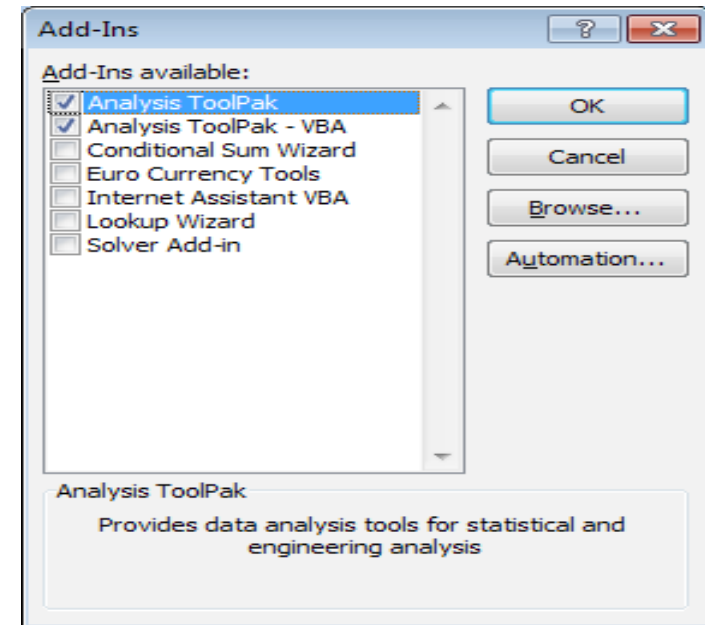 Add-Ins
Add-Ins available:
Analysis ToolPak
Analysis ToolPak - VBA
Conditional Sum Wizard
Euro Currency Tools
Internet Assistant VBA
Lookup Wizard
Solver Add-in
OK
Cancel
Browse...
Automation...
Analysis ToolPak
Provides data analysis tools for statistical and
engineering analysis